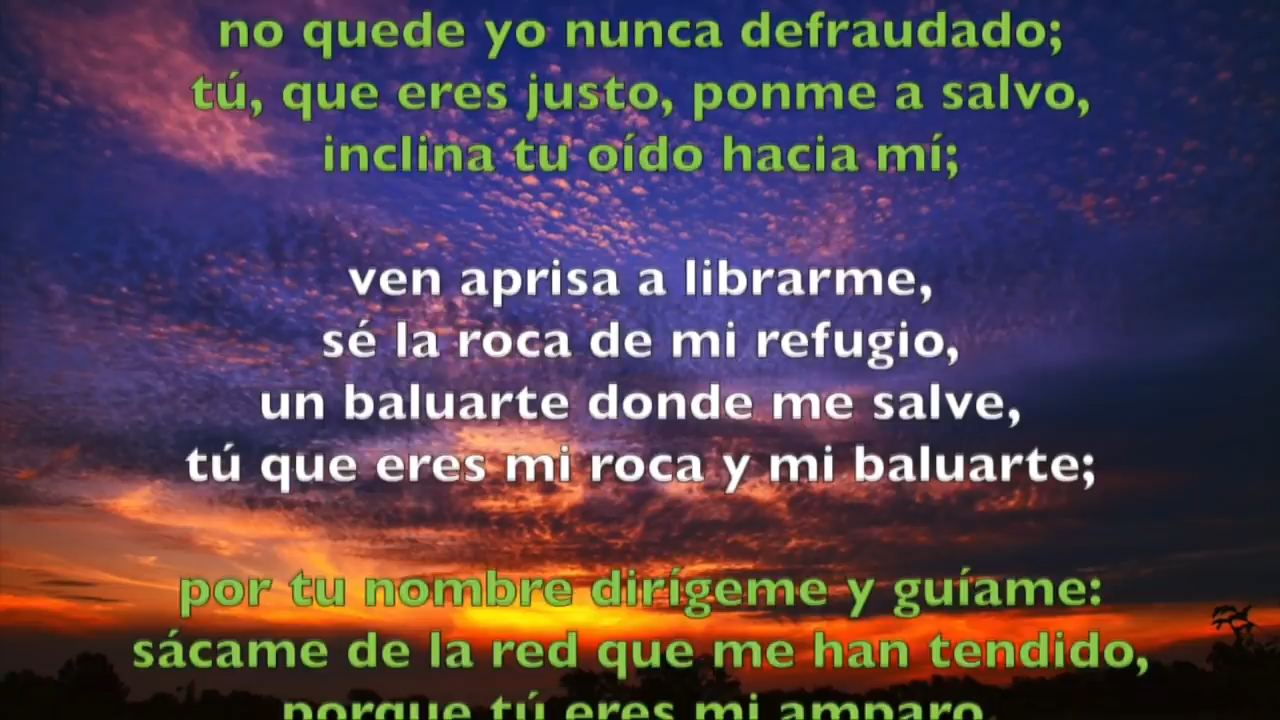 no quede yo nunca defraudado;
tú, que eres justo, ponme a salvo,
inclina tu oído hacia mí;
ven aprisa a librarme,
sé la roca de mi refugio,
un baluarte donde me salve,
tú que eres mi roca y mi baluarte;
por tu nombre dirígeme y guíame:
sácame de la red que me han tendido,
porque tú eres mi amparo.